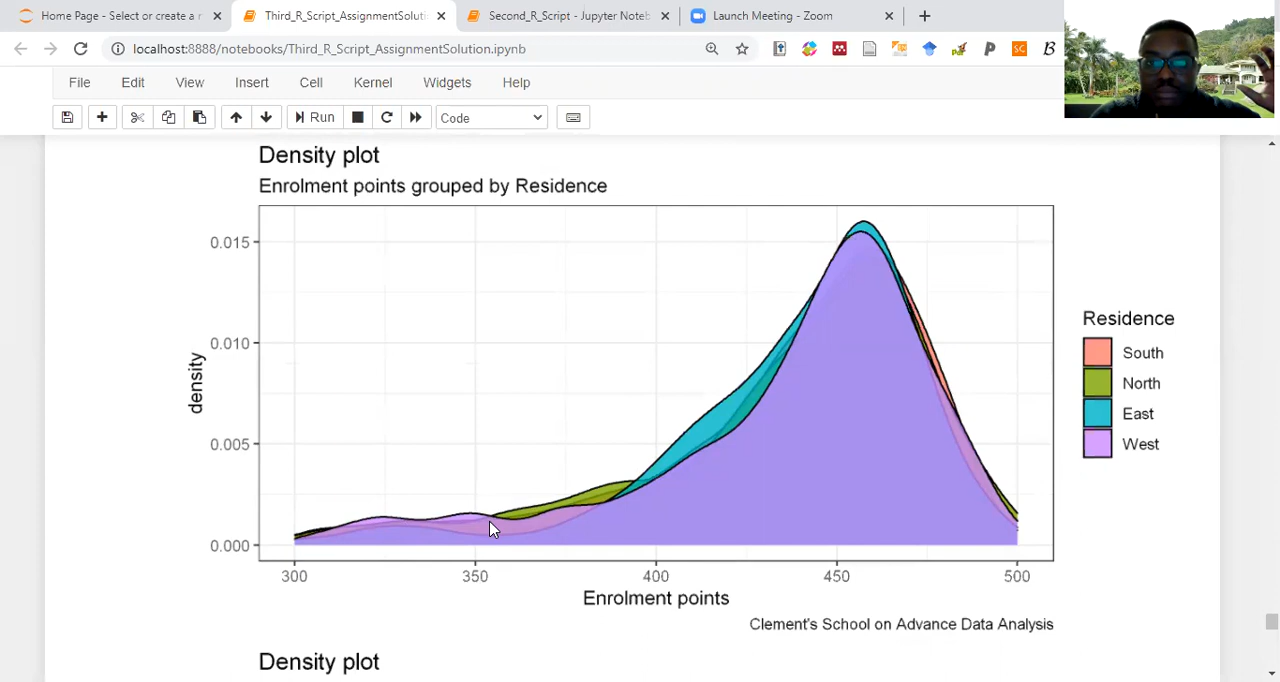 Home Page - Select or create a r
Third_R_Script_AssignmentSoluti
Second_R_Script - Jupyter Noteb
Launch Meeting - Zoom
localhost:8888/notebooks/Third_R_Script_AssignmentSolution.ipynb
SC
File Edit View Insert Cell Kernel Widgets Help
Run
Code
Density plot
Enrolment points grouped by Residence
0.015
0.010
0.005
0.000
density
300 350 400 450 500
Enrolment points
Residence
South
North
East
West
Clement's School on Advance Data Analysis
Density plot